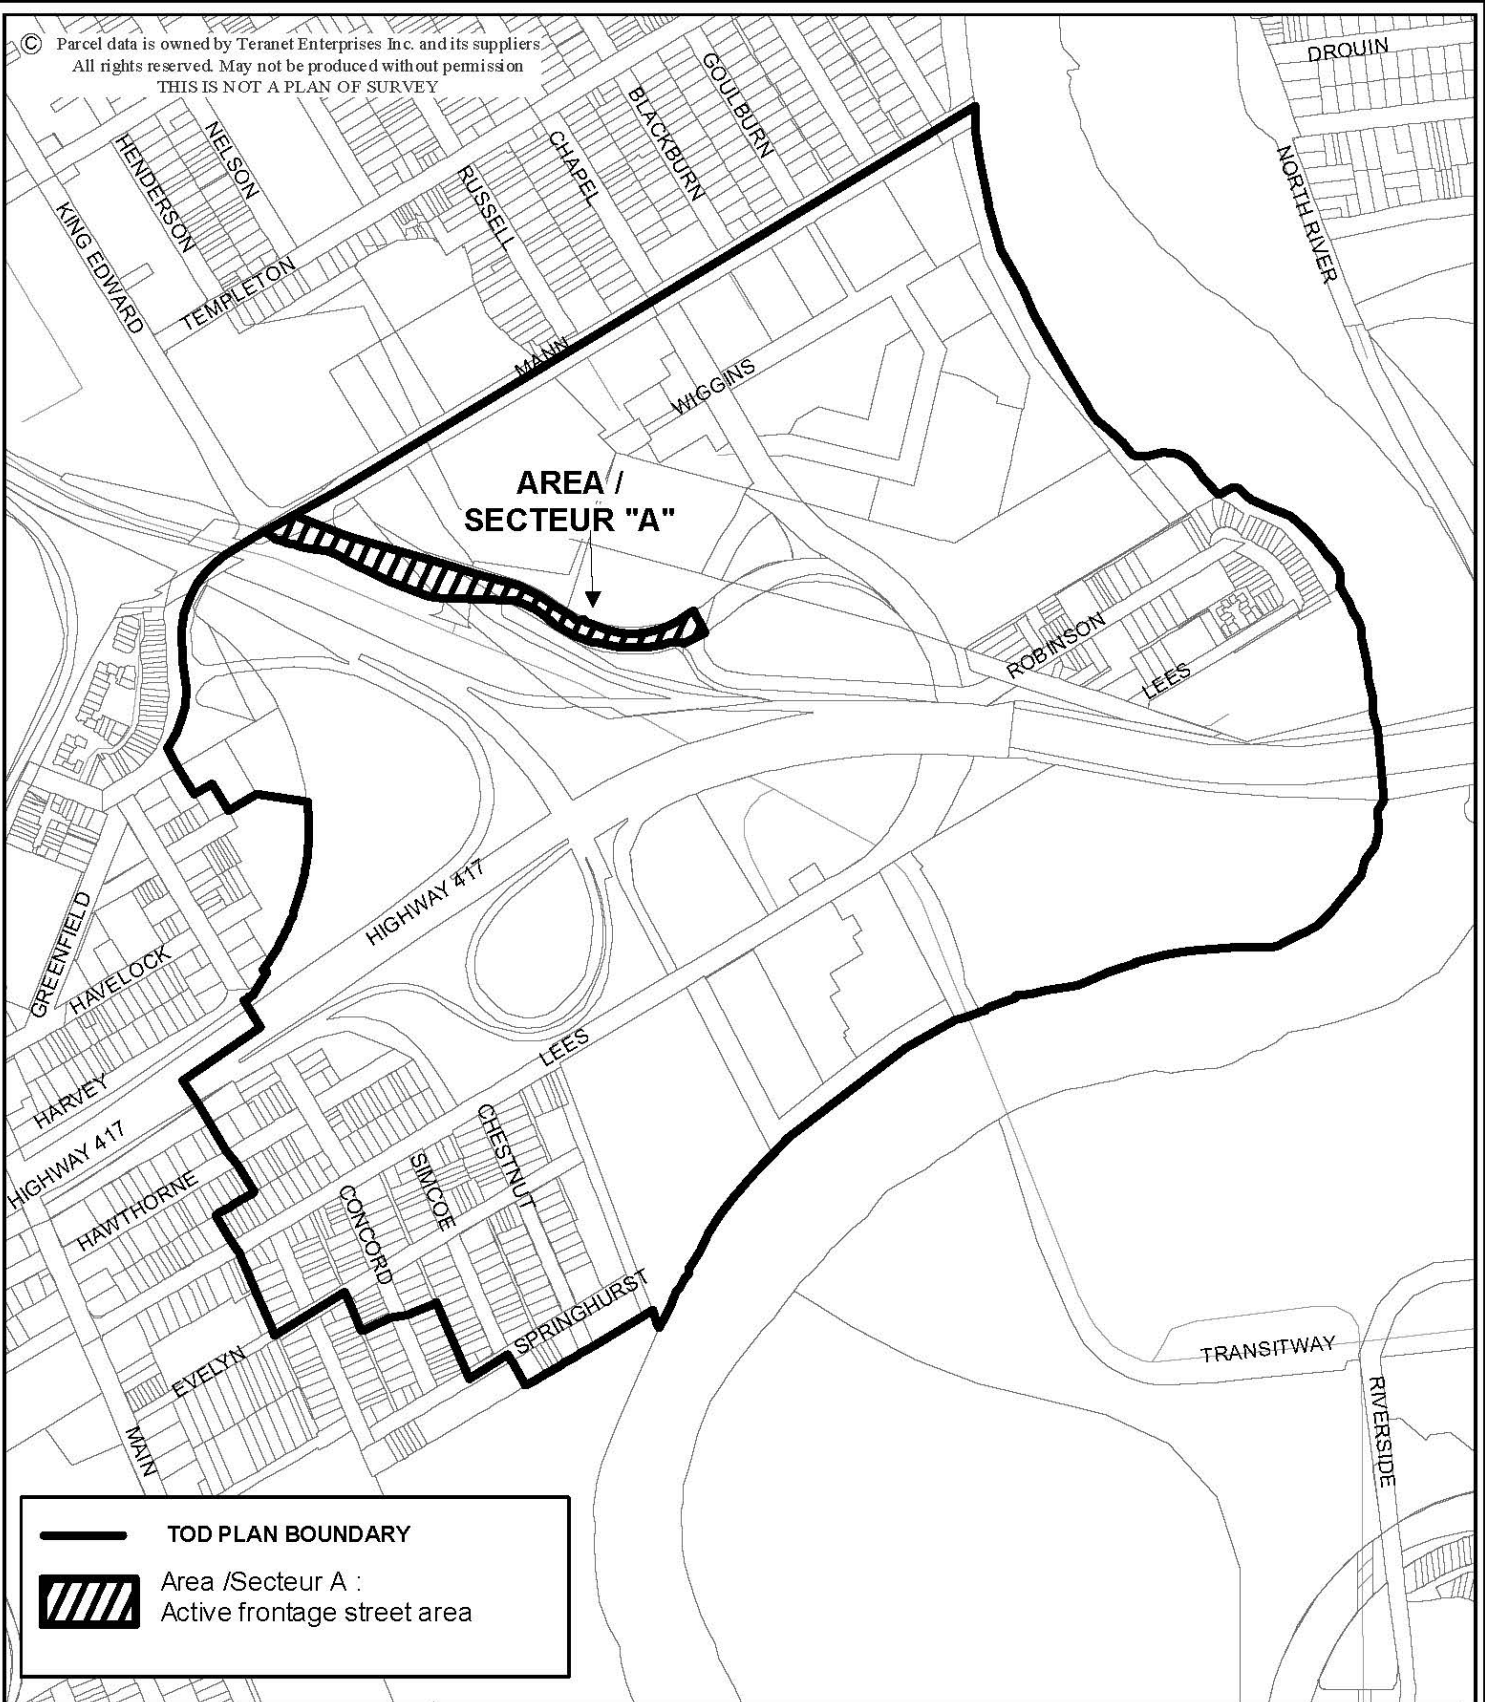 © Parcel data is owned by Teranet Enterprises Inc. and its suppliers.
All rights reserved. May not be produced without permission
THIS IS NOT A PLAN OF SURVEY
DROUIN
GOULBURN
BLACKBURN
CHAPEL
NELSON
HENDERSON
RUSSELL
NORTH RIVER
KING EDWARD
TEMPLETON
MANN
WIGGINS
AREA /
SECTEUR "A"
ROBINSON
LEES
HIGHWAY 417
GREENFIELD
HAVELOCK
LEES
HARVEY
HIGHWAY 417
CHESTNUT
SIMCOE
CONCORD
HAWTHORNE
SPRINGHURST
EVELYN
TRANSITWAY
RIVERSIDE
MAIN
TOD PLAN BOUNDARY
Area /Secteur A :
Active frontage street area